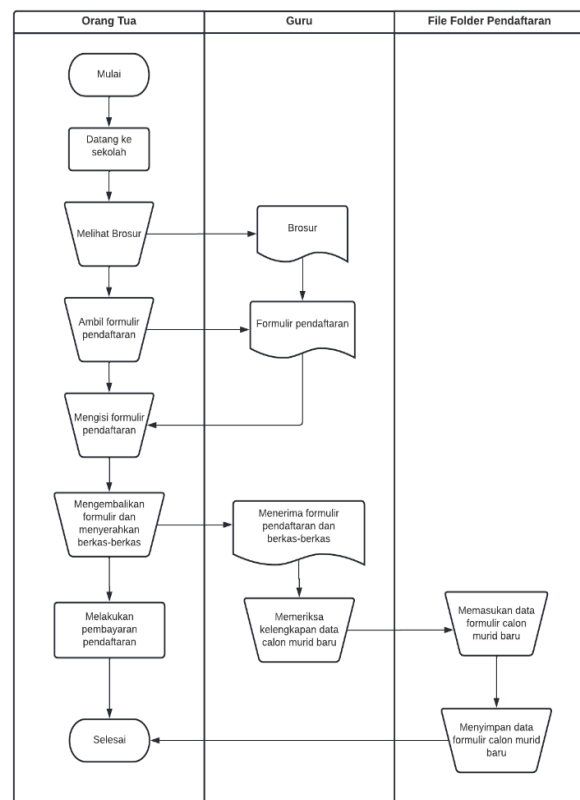 Orang Tua
Guru
File Folder Pendaftaran
Mulai
Datang ke
sekolah
Melihat Brosur
Brosur
Ambil formulir
pendaftaran
Formulir pendaftaran
Mengisi formulir
pendaftaran
Mengembalikan
formulir dan
menyerahkan
berkas-berkas
Menerima formulir
pendaftaran dan
berkas-berkas
Melakukan
pembayaran
pendaftaran
Memeriksa
kelengkapan data
calon murid baru
Memasukan data
formulir calon
murid baru
Selesai
Menyimpan data
formulir calon murid
baru